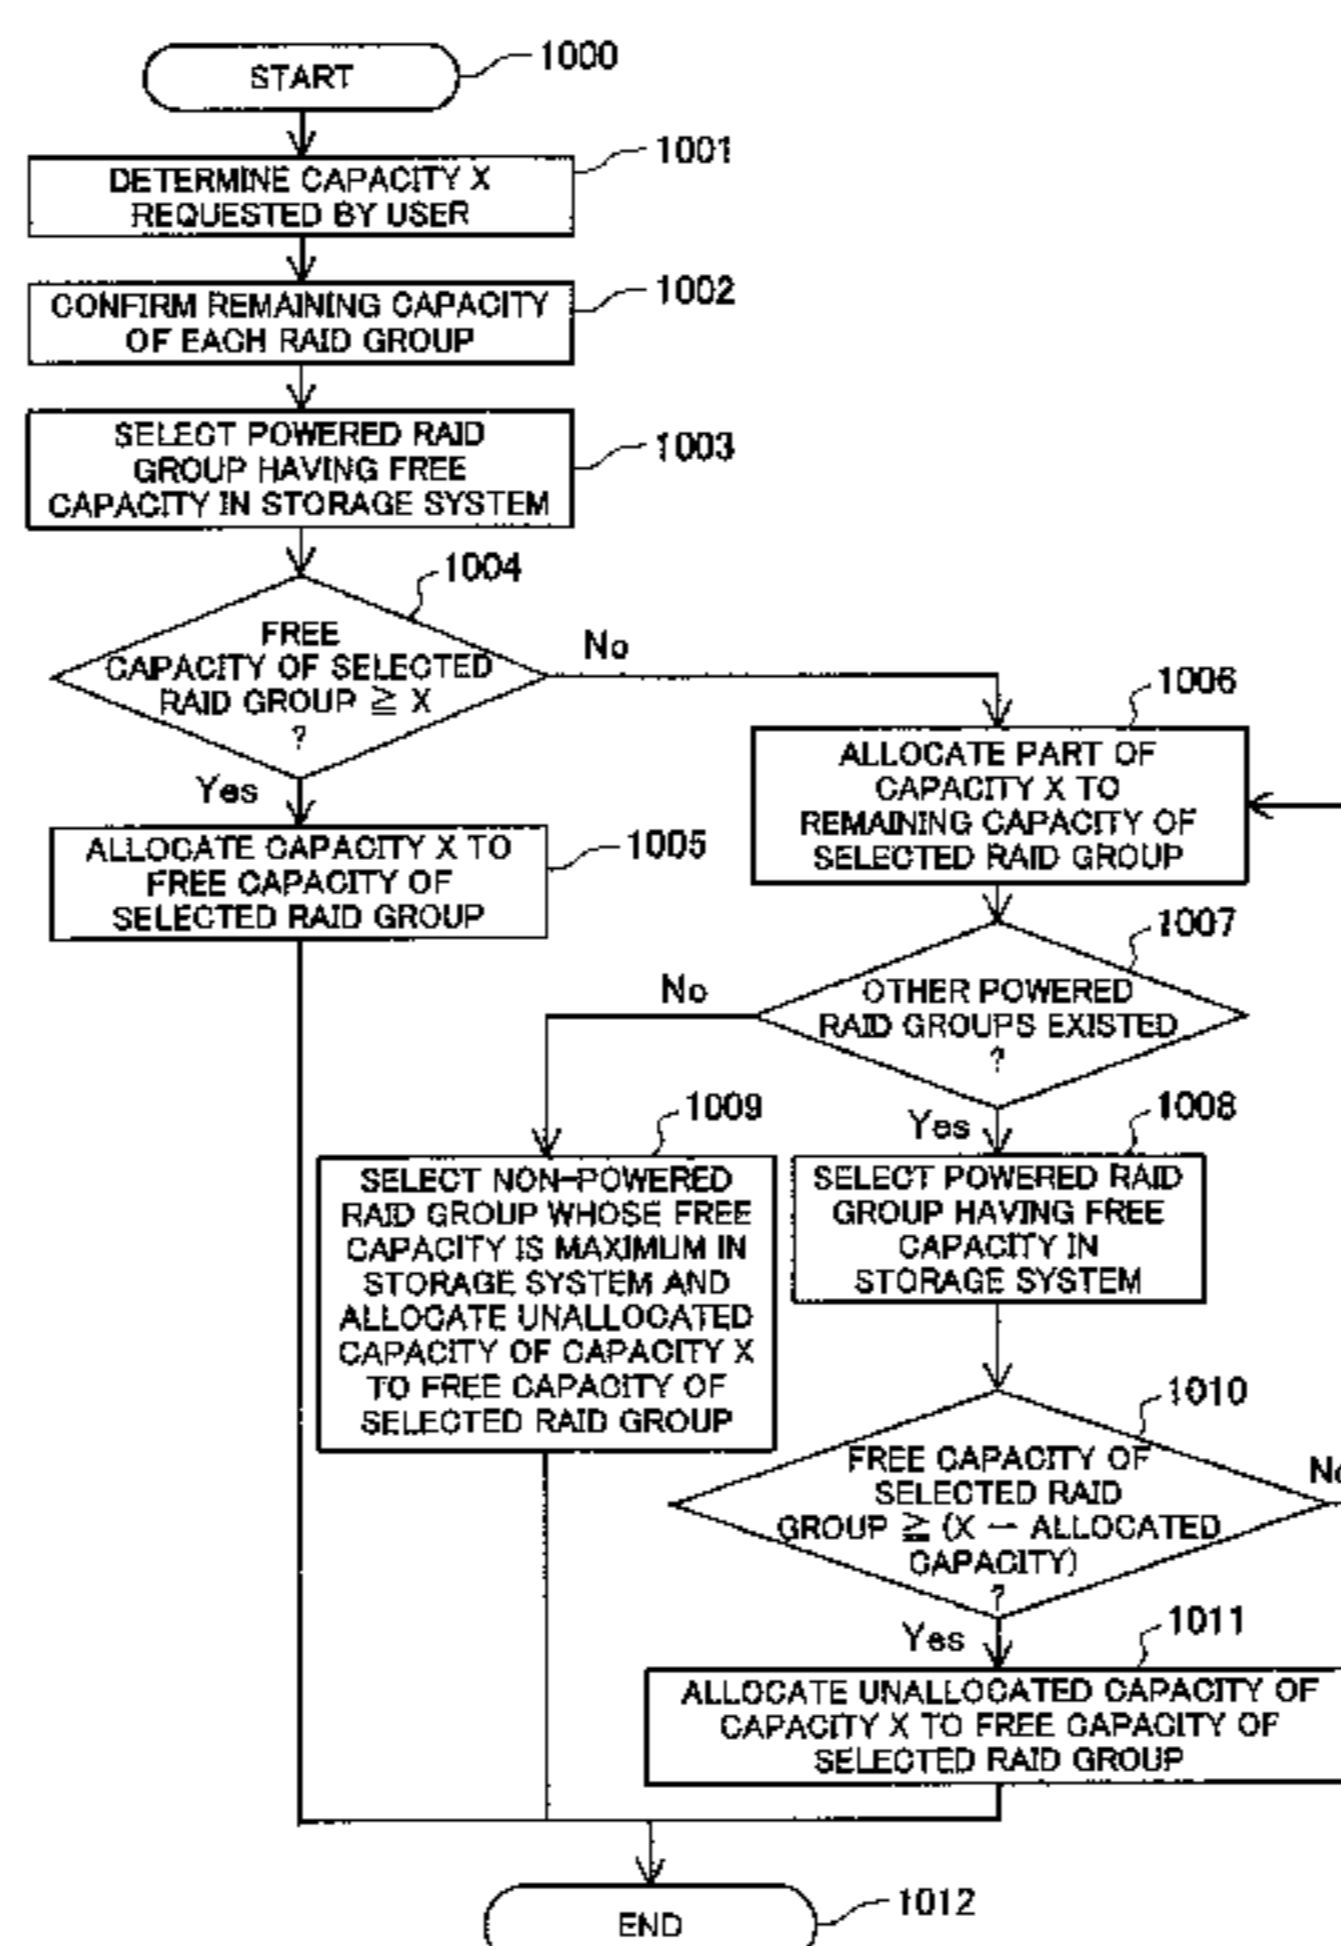 START
1000
DETERMINE CAPACITY X
REQUESTED BY USER
1001
CONFIRM REMAINING CAPACITY
OF EACH RAID GROUP
1002
SELECT POWERED RAID
GROUP HAVING FREE
CAPACITY IN STORAGE SYSTEM
1003
1004
FREE
CAPACITY OF SELECTED
RAID GROUP ≧ X
?
No
Yes
ALLOCATE CAPACITY X TO
FREE CAPACITY OF
SELECTED RAID GROUP
1005
1006
ALLOCATE PART OF
CAPACITY X TO
REMAINING CAPACITY OF
SELECTED RAID GROUP
1007
OTHER POWERED
RAID GROUPS EXISTED
?
No
Yes
1009
SELECT NON-POWERED
RAID GROUP WHOSE FREE
CAPACITY IS MAXIMUM IN
STORAGE SYSTEM AND
ALLOCATE UNALLOCATED
CAPACITY OF CAPACITY X
TO FREE CAPACITY OF
SELECTED RAID GROUP
1008
SELECT POWERED RAID
GROUP HAVING FREE
CAPACITY IN
STORAGE SYSTEM
1010
FREE CAPACITY OF
SELECTED RAID
GROUP ≧ (X - ALLOCATED
CAPACITY)
?
No
Yes
1011
ALLOCATE UNALLOCATED CAPACITY OF
CAPACITY X TO FREE CAPACITY OF
SELECTED RAID GROUP
END
1012